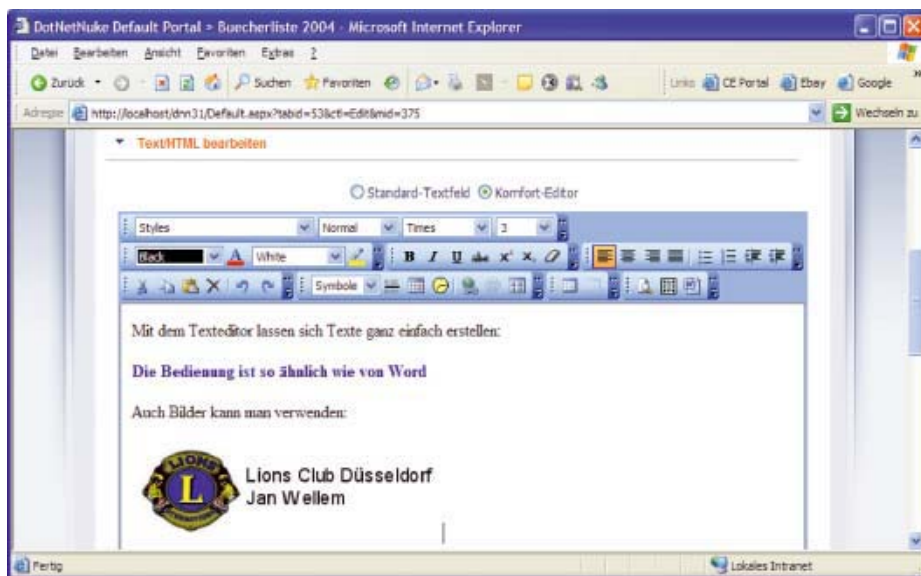 DotNetNuke Default Portal > Buecherliste 2004 - Microsoft Internet Explorer
Datei Bearbeiten Ansicht Favoriten Extras ?
Zurück Suchen Favoriten Links CE Portal Ebay Google
Adresse http://localhost/dnn31/Default.aspx?tabid=53&ctl=Edit&mid=375 Wechseln zu
Text/HTML bearbeiten
Standard-Textfeld Komfort-Editor
Styles Normal Times 3
Black A White B I U abc x² x₂
Symbole
Mit dem Texteditor lassen sich Texte ganz einfach erstellen:
Die Bedienung ist so ähnlich wie von Word
Auch Bilder kann man verwenden:
LIONS
L
Lions Club Düsseldorf
Jan Wellem
Fertig Lokales Intranet